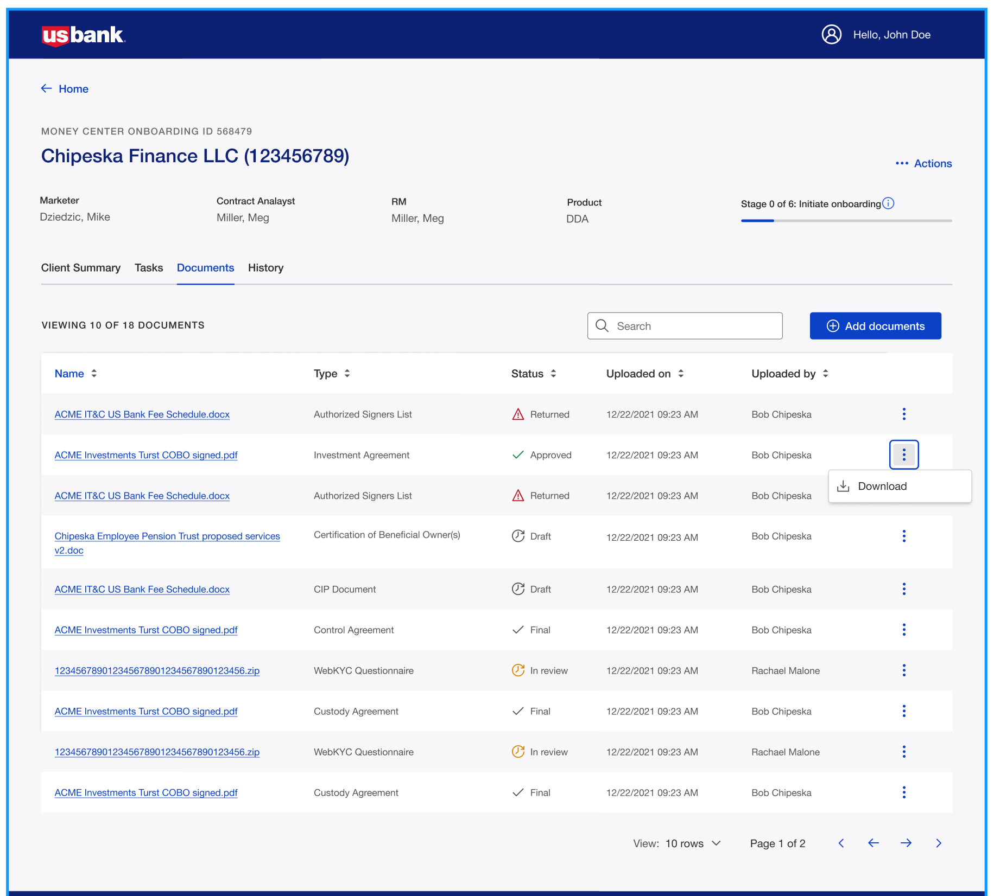 usbank
Hello, John Doe
Home
MONEY CENTER ONBOARDING ID 568479
Chipeska Finance LLC (123456789)
Actions
Marketer
Dziedzic, Mike
Contract Analayst
Miller, Meg
RM
Miller, Meg
Product
DDA
Stage 0 of 6: Initiate onboarding
Client Summary Tasks Documents History
VIEWING 10 OF 18 DOCUMENTS
Search
Add documents
Name Type Status Uploaded on Uploaded by
ACME IT&C US Bank Fee Schedule.docx Authorized Signers List Returned 12/22/2021 09:23 AM Bob Chipeska
ACME Investments Turst COBO signed.pdf Investment Agreement Approved 12/22/2021 09:23 AM Bob Chipeska
Download
ACME IT&C US Bank Fee Schedule.docx Authorized Signers List Returned 12/22/2021 09:23 AM Bob Chipeska
Chipeska Employee Pension Trust proposed services Certification of Beneficial Owner(s) Draft 12/22/2021 09:23 AM Bob Chipeska
v2.doc
ACME IT&C US Bank Fee Schedule.docx CIP Document Draft 12/22/2021 09:23 AM Bob Chipeska
ACME Investments Turst COBO signed.pdf Control Agreement Final 12/22/2021 09:23 AM Bob Chipeska
123456789012345678901234567890123456.zip WebKYC Questionnaire In review 12/22/2021 09:23 AM Rachael Malone
ACME Investments Turst COBO signed.pdf Custody Agreement Final 12/22/2021 09:23 AM Bob Chipeska
123456789012345678901234567890123456.zip WebKYC Questionnaire In review 12/22/2021 09:23 AM Rachael Malone
ACME Investments Turst COBO signed.pdf Custody Agreement Final 12/22/2021 09:23 AM Bob Chipeska
View: 10 rows Page 1 of 2